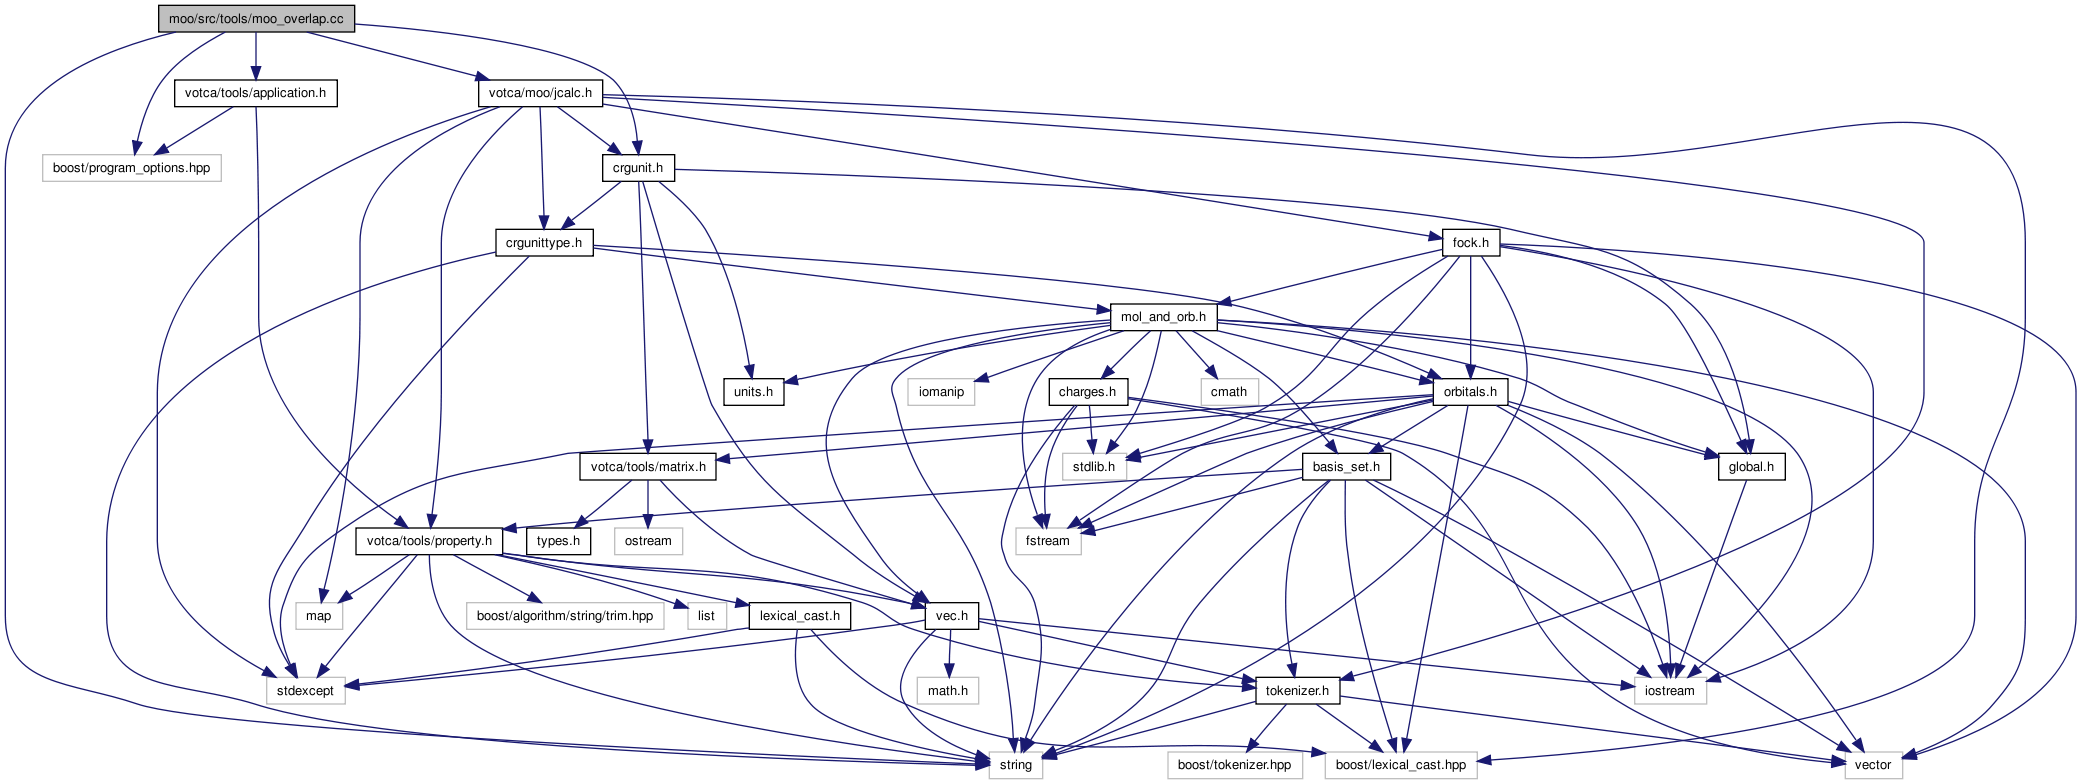 moo/src/tools/moo_overlap.cc
votca/tools/application.h
votca/moo/jcalc.h
boost/program_options.hpp
crgunit.h
crgunittype.h
fock.h
mol_and_orb.h
units.h
iomanip
charges.h
cmath
orbitals.h
votca/tools/matrix.h
stdlib.h
basis_set.h
global.h
votca/tools/property.h
types.h
ostream
fstream
map
boost/algorithm/string/trim.hpp
list
lexical_cast.h
vec.h
stdexcept
math.h
tokenizer.h
iostream
string
boost/tokenizer.hpp
boost/lexical_cast.hpp
vector